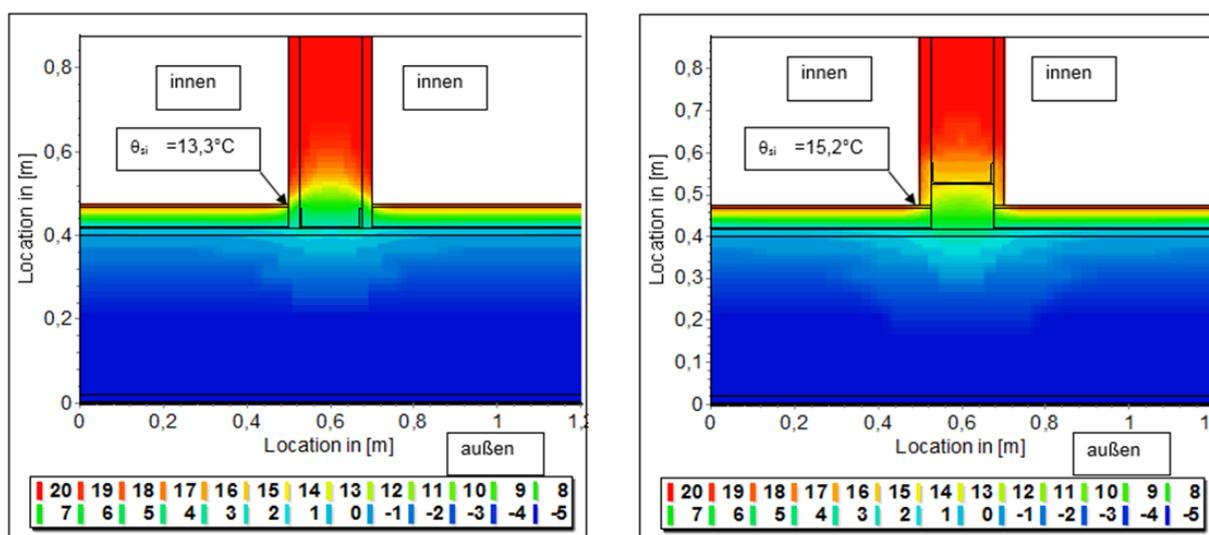 innen
innen
θsi =13,3°C
0,8
0,6
0,4
0,2
0
Location in [m]
0 0,2 0,4 0,6 0,8 1 1,2
Location in [m]
außen
20 19 18 17 16 15 14 13 12 11 10 9 8
7 6 5 4 3 2 1 0 -1 -2 -3 -4 -5
innen
innen
θsi =15,2°C
0,8
0,7
0,6
0,5
0,4
0,3
0,2
0,1
0
Location in [m]
0 0,2 0,4 0,6 0,8 1 1
Location in [m]
außen
20 19 18 17 16 15 14 13 12 11 10 9 8
7 6 5 4 3 2 1 0 -1 -2 -3 -4 -5